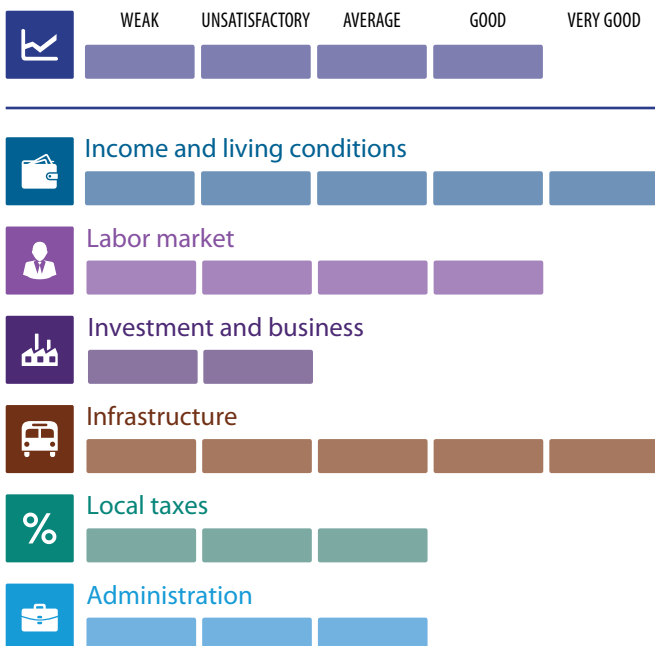 WEAK UNSATISFACTORY AVERAGE GOOD VERY GOOD
Income and living conditions
Labor market
Investment and business
Infrastructure
Local taxes
%
Administration